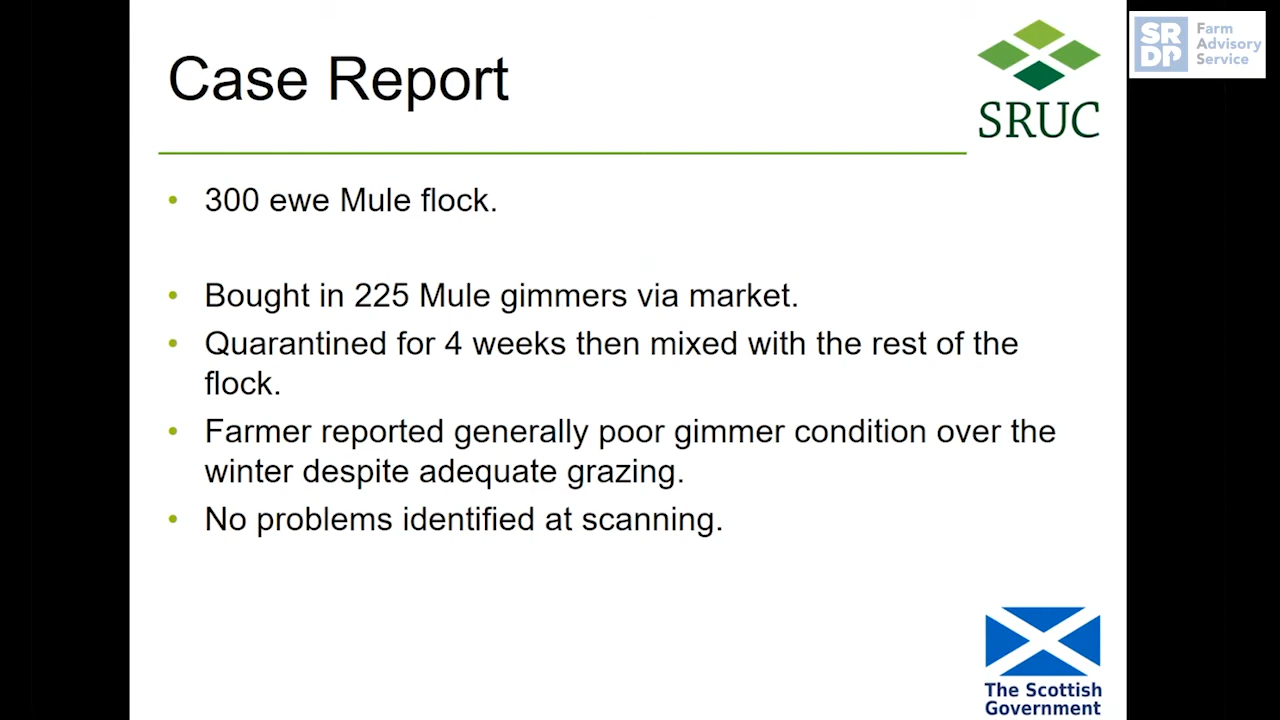 Case Report
SRUC
SR
DP
Farm
Advisory
Service
• 300 ewe Mule flock.
• Bought in 225 Mule gimmers via market.
• Quarantined for 4 weeks then mixed with the rest of the
flock.
• Farmer reported generally poor gimmer condition over the
winter despite adequate grazing.
• No problems identified at scanning.
The Scottish
Government